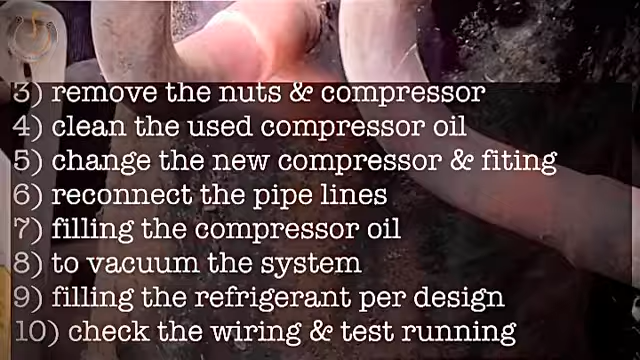 3) remove the nuts & compressor
4) clean the used compressor oil
5) change the new compressor & fiting
6) reconnect the pipe lines
7) filling the compressor oil
8) to vacuum the system
9) filling the refrigerant per design
10) check the wiring & test running